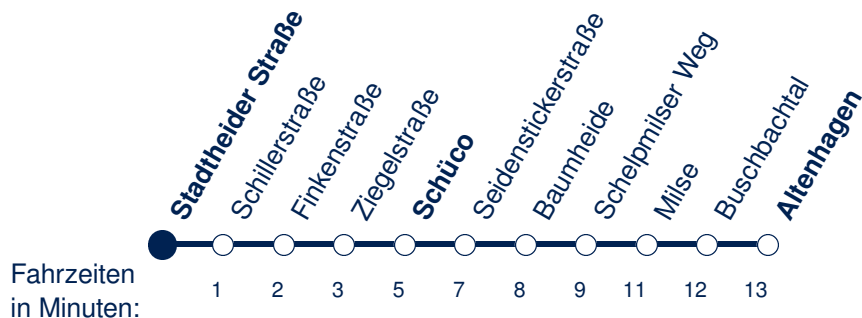 Stadtheider Straße
Schillerstraße
Finkenstraße
Ziegelstraße
Schüco
Seidenstickerstraße
Baumheide
Schelpmilser Weg
Milse
Buschbachtal
Altenhagen
Fahrzeiten
in Minuten:
1 2 3 5 7 8 9 11 12 13